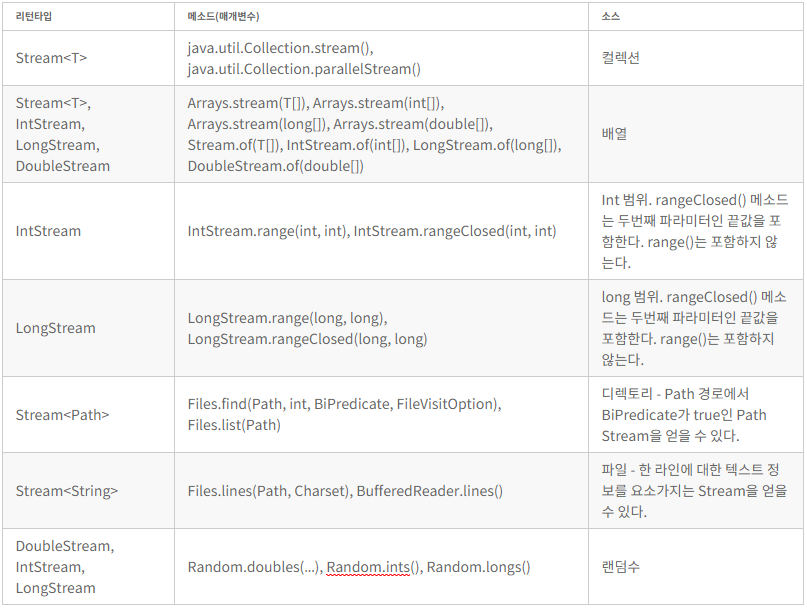 리턴타입
메소드(매개변수)
소스
Stream<T>
java.util.Collection.stream(),
java.util.Collection.parallelStream()
컬렉션
Stream<T>,
IntStream,
LongStream,
DoubleStream
Arrays.stream(T[]), Arrays.stream(int[]),
Arrays.stream(long[]), Arrays.stream(double[]),
Stream.of(T[]), IntStream.of(int[]), LongStream.of(long[]),
DoubleStream.of(double[])
배열
IntStream
IntStream.range(int, int), IntStream.rangeClosed(int, int)
Int 범위. rangeClosed() 메소드
는 두번째 파라미터인 끝값을 포
함한다. range()는 포함하지 않
는다.
LongStream
LongStream.range(long, long),
LongStream.rangeClosed(long, long)
long 범위. rangeClosed() 메소
드는 두번째 파라미터인 끝값을
포함한다. range()는 포함하지
않는다.
Stream<Path>
Files.find(Path, int, BiPredicate, FileVisitOption),
Files.list(Path)
디렉토리 - Path 경로에서
BiPredicate가 true인 Path
Stream을 얻을 수 있다.
Stream<String>
Files.lines(Path, Charset), BufferedReader.lines()
파일 - 한 라인에 대한 텍스트 정
보를 요소가지는 Stream을 얻을
수 있다.
DoubleStream,
IntStream,
LongStream
Random.doubles(...), Random.ints(), Random.longs()
랜덤수